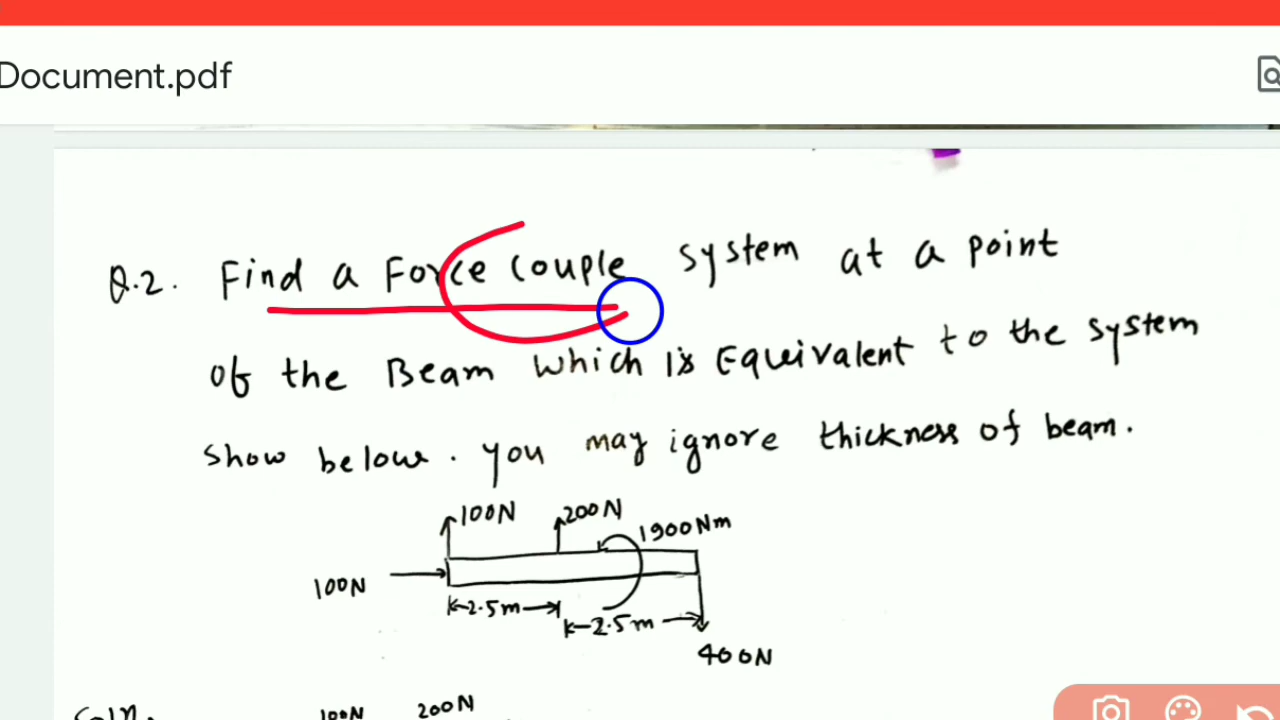 Document.pdf
Q.2. Find a Force Couple system at a point
of the Beam which is Equivalent to the system
show below. you may ignore thickness of beam.
100N 200N
1900Nm
100N
2.5m
2.5m
400N
Soln.
100N 200N